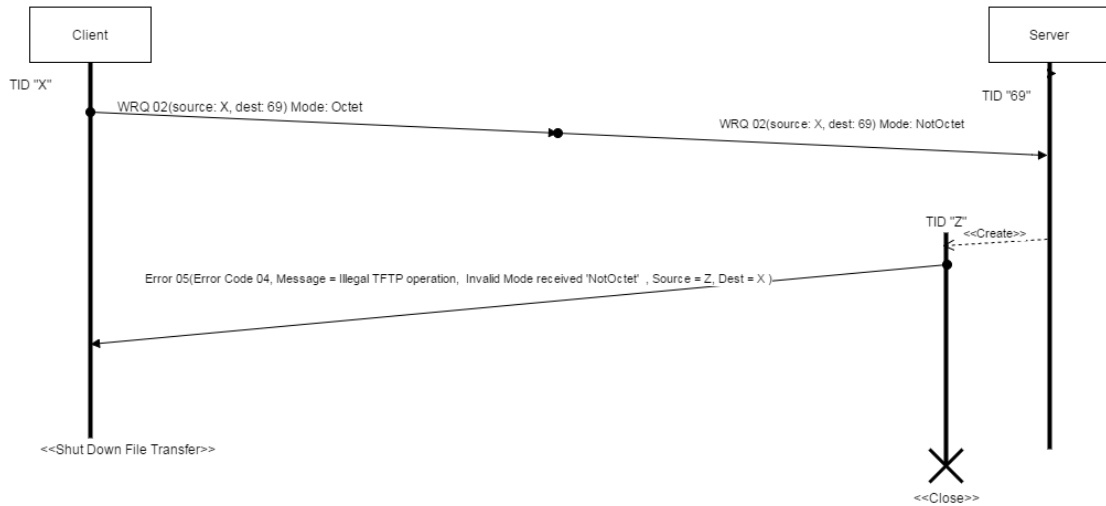 Client
Server
TID "X"
TID "69"
WRQ 02(source: X, dest: 69) Mode: Octet
WRQ 02(source: X, dest: 69) Mode: NotOctet
TID "Z"
<<Create>>
Error 05(Error Code 04, Message = Illegal TFTP operation, Invalid Mode received 'NotOctet' , Source = Z, Dest = X )
<<Shut Down File Transfer>>
<<Close>>